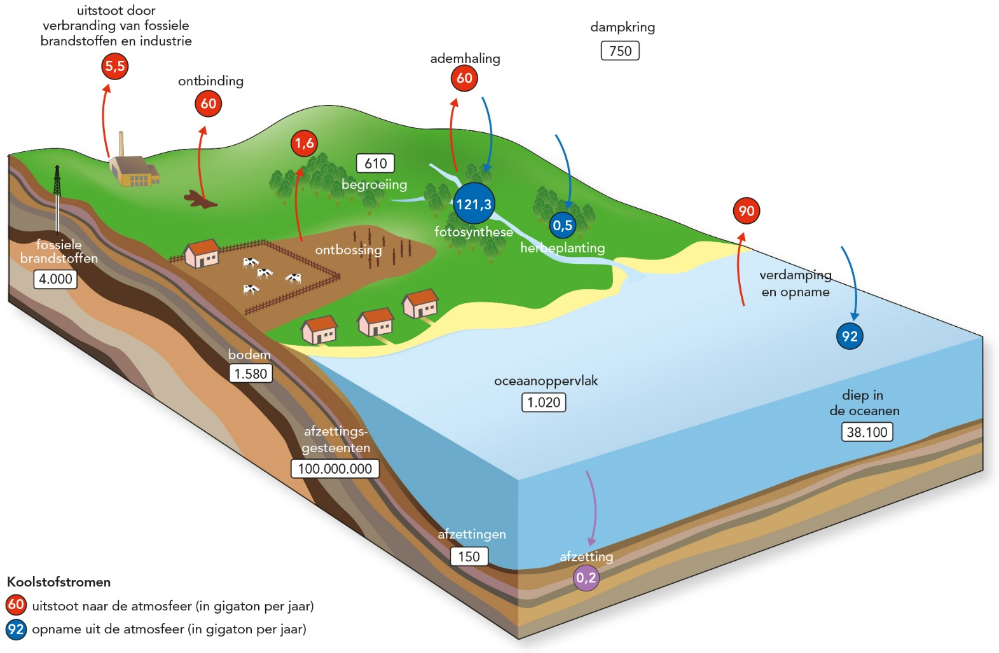 uitstoot door
verbranding van fossiele
brandstoffen en industrie
5,5
ontbinding
60
ademhaling
60
dampkring
750
1,6
610
begroeiing
121,3
fotosynthese
0,5
herbeplanting
90
verdamping
en opname
92
fossiele
brandstoffen
4.000
ontbossing
bodem
1.580
oceaanoppervlak
1.020
diep in
de oceanen
38.100
afzettings-
gesteenten
100.000.000
afzettingen
150
afzetting
0,2
Koolstofstromen
60 uitstoot naar de atmosfeer (in gigaton per jaar)
92 opname uit de atmosfeer (in gigaton per jaar)